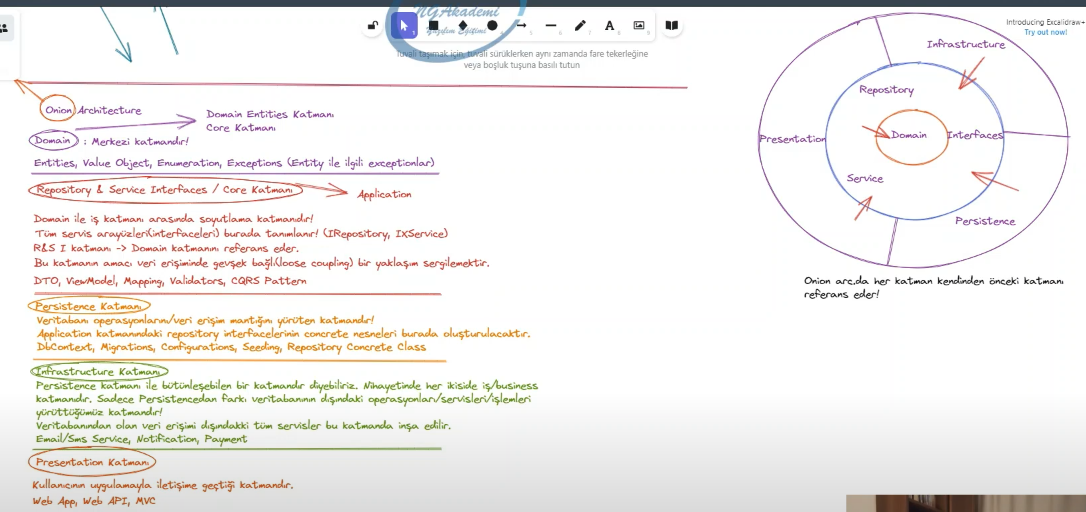 NGAkademi
Yazılım Eğitimi
Tuvali taşımak için, tuvali sürüklerken aynı zamanda fare tekerleğine
veya boşluk tuşuna basılı tutun
Introducing Excalidraw+
Try out now!
Onion Architecture
Domain Entities Katmanı
Core Katmanı
Domain : Merkezi katmandır!
Entities, Value Object, Enumeration, Exceptions (Entity ile ilgili exceptionlar)
Repository & Service Interfaces / Core Katmanı
Application
Domain ile iş katmanı arasında soyutlama katmanıdır!
Tüm servis arayüzleri(interfaceleri) burada tanımlanır! (IRepository, IXService)
R&S I katmanı -> Domain katmanını referans eder.
Bu katmanın amacı veri erişiminde gevşek bağlı(loose coupling) bir yaklaşım sergilemektir.
DTO, ViewModel, Mapping, Validators, CQRS Pattern
Persistence Katmanı
Veritabanı operasyonlarını/veri erişim mantığını yürüten katmandır!
Application katmanındaki repository interfacelerinin concrete nesneleri burada oluşturulacaktır.
DbContext, Migrations, Configurations, Seeding, Repository Concrete Class
Infrastructure Katmanı
Persistence katmanı ile bütünleşebilen bir katmandır diyebiliriz. Nihayetinde her ikiside iş/business
katmanıdır. Sadece Persistencedan farkı veritabanının dışındaki operasyonları/servisleri/işlemleri
yürüttüğümüz katmandır!
Veritabanından olan veri erişimi dışındakki tüm servisler bu katmanda inşa edilir.
Email/Sms Service, Notification, Payment
Presentation Katmanı
Kullanıcının uygulamayla iletişime geçtiği katmandır.
Web App, Web API, MVC
Infrastructure
Repository
Presentation
Domain
Interfaces
Service
Persistence
Onion arc.da her katman kendinden önceki katmanı
referans eder!